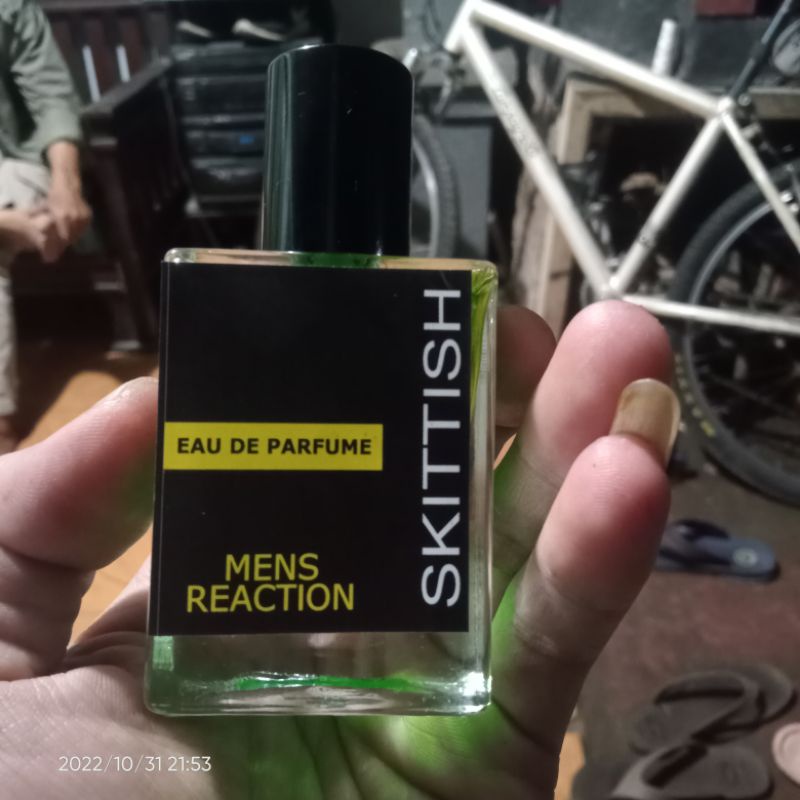 SKITTISH
EAU DE PARFUME
MENS
REACTION
2022/10/31 21:53